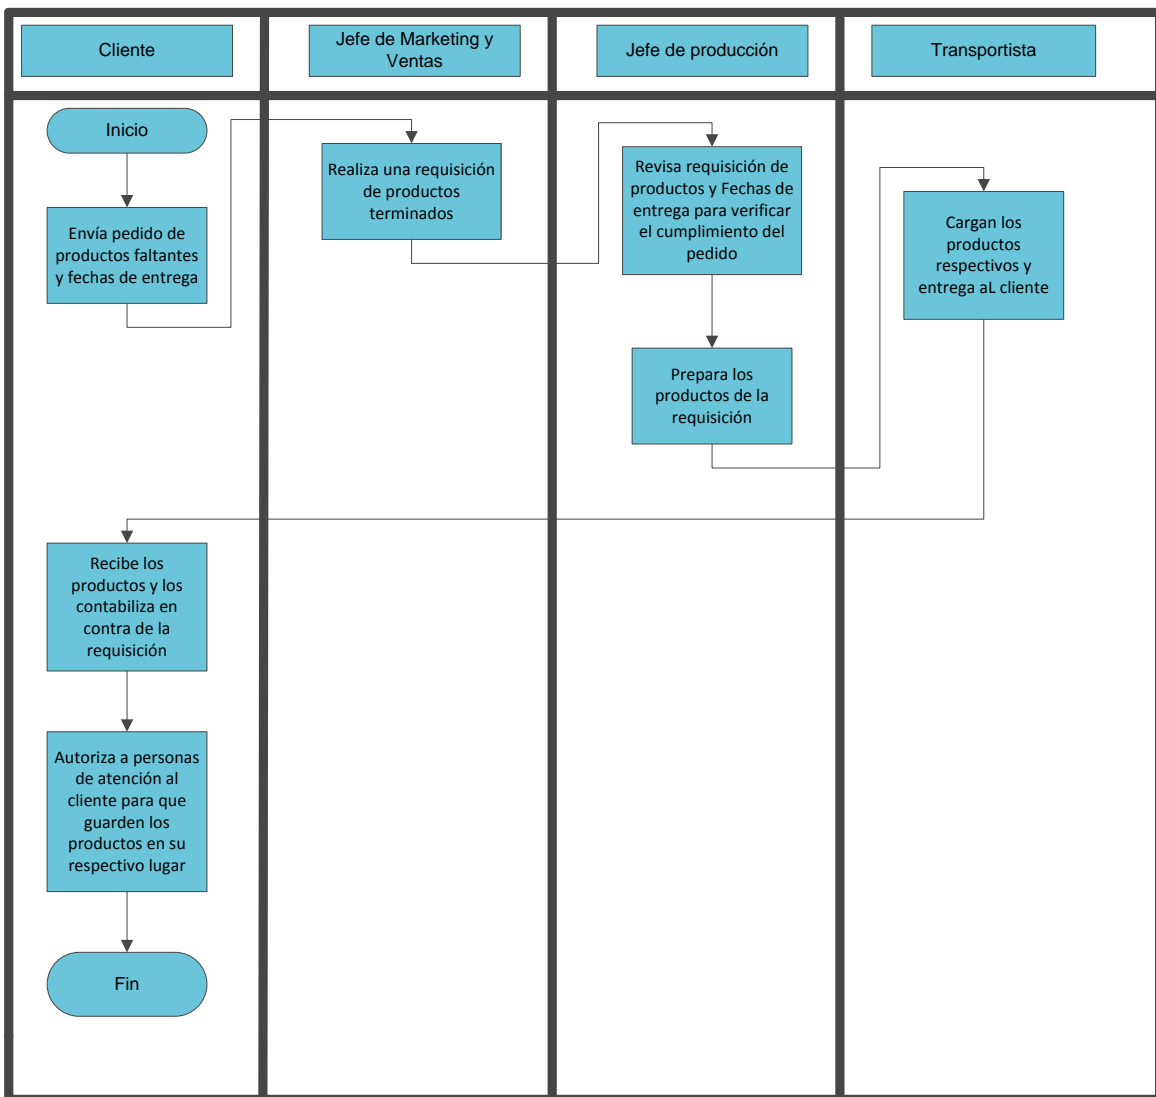 Cliente
Jefe de Marketing y
Ventas
Jefe de producción
Transportista
Inicio
Envía pedido de
productos faltantes
y fechas de entrega
Realiza una requisición
de productos
terminados
Revisa requisición de
productos y Fechas de
entrega para verificar
el cumplimiento del
pedido
Prepara los
productos de la
requisición
Cargan los
productos
respectivos y
entrega aL cliente
Recibe los
productos y los
contabiliza en
contra de la
requisición
Autoriza a personas
de atención al
cliente para que
guarden los
productos en su
respectivo lugar
Fin